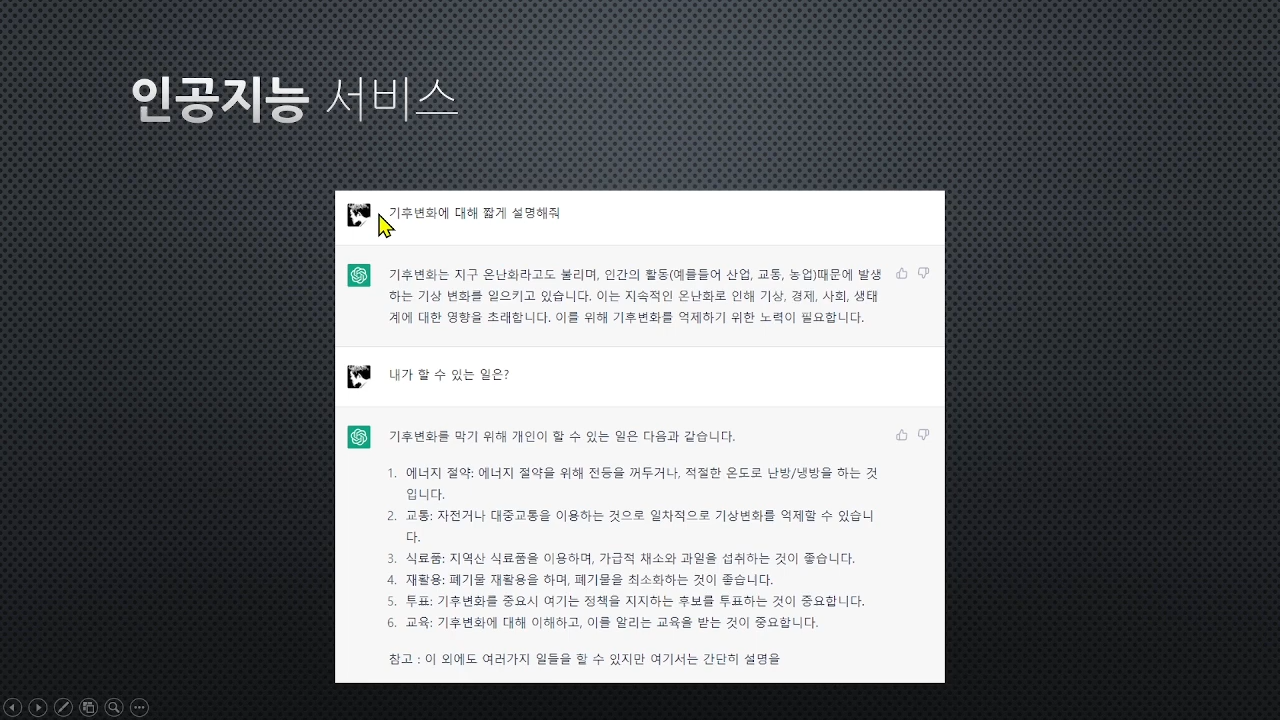 인공지능 서비스
기후변화에 대해 짧게 설명해줘
기후변화는 지구 온난화라고도 불리며, 인간의 활동(예를들어 산업, 교통, 농업)때문에 발생
하는 기상 변화를 일으키고 있습니다. 이는 지속적인 온난화로 인해 기상, 경제, 사회, 생태
계에 대한 영향을 초래합니다. 이를 위해 기후변화를 억제하기 위한 노력이 필요합니다.
내가 할 수 있는 일은?
기후변화를 막기 위해 개인이 할 수 있는 일은 다음과 같습니다.
1. 에너지 절약: 에너지 절약을 위해 전등을 꺼두거나, 적절한 온도로 난방/냉방을 하는 것
입니다.
2. 교통: 자전거나 대중교통을 이용하는 것으로 일차적으로 기상변화를 억제할 수 있습니
다.
3. 식료품: 지역산 식료품을 이용하며, 가급적 채소와 과일을 섭취하는 것이 좋습니다.
4. 재활용: 폐기물 재활용을 하며, 폐기물을 최소화하는 것이 좋습니다.
5. 투표: 기후변화를 중요시 여기는 정책을 지지하는 후보를 투표하는 것이 중요합니다.
6. 교육: 기후변화에 대해 이해하고, 이를 알리는 교육을 받는 것이 중요합니다.
참고 : 이 외에도 여러가지 일들을 할 수 있지만 여기서는 간단히 설명을